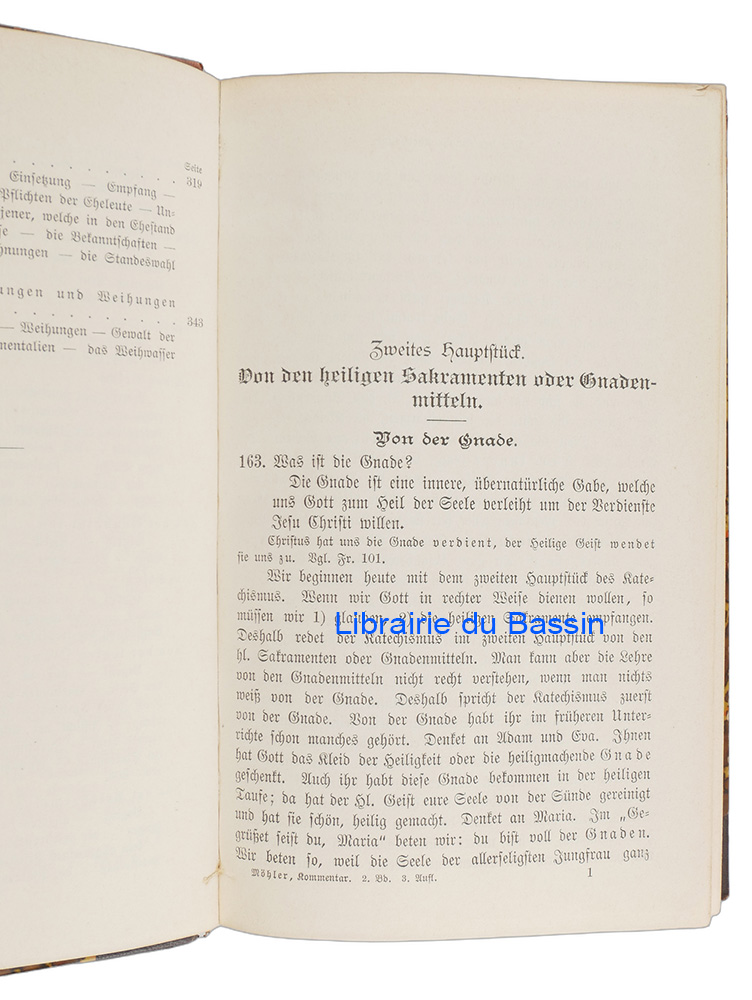 Seite
319
Einsetzung — Empfang —
Pflichten der Eheleute — Un-
jener, welche in den Ehestand
— die Bekanntschaften —
— die Standeswahl
und Weihungen
343
— Weihungen — Gewalt der
— das Weihwasser
Zweites Hauptstück.
Von den heiligen Sakramenten oder Gnaden-
mitteln.
Von der Gnade.
163. Was ist die Gnade?
Die Gnade ist eine innere, übernatürliche Gabe, welche
uns Gott zum Heil der Seele verleiht um der Verdienste
Jesu Christi willen.
Christus hat uns die Gnade verdient, der Heilige Geist wendet
sie uns zu. Vgl. Fr. 101.
Wir beginnen heute mit dem zweiten Hauptstück des Kate-
chismus. Wenn wir Gott in rechter Weise dienen wollen, so
müssen wir 1) glauben, 2) die heiligen Sakramente empfangen.
Librairie du Bassin
Deshalb redet der Katechismus im zweiten Hauptstück von den
hl. Sakramenten oder Gnadenmitteln. Man kann aber die Lehre
von den Gnadenmitteln nicht recht verstehen, wenn man nichts
weiß von der Gnade. Deshalb spricht der Katechismus zuerst
von der Gnade. Von der Gnade habt ihr im früheren Unter-
richte schon manches gehört. Denket an Adam und Eva. Ihnen
hat Gott das Kleid der Heiligkeit oder die heiligmachende Gnade
geschenkt. Auch ihr habt diese Gnade bekommen in der heiligen
Taufe; da hat der Hl. Geist eure Seele von der Sünde gereinigt
und hat sie schön, heilig gemacht. Denket an Maria. Im „Ge-
grüßet seist du, Maria“ beten wir: du bist voll der Gnaden.
Wir beten so, weil die Seele der allerseligsten Jungfrau ganz
Möhler, Kommentar. 2. Bd. 3. Aufl. 1